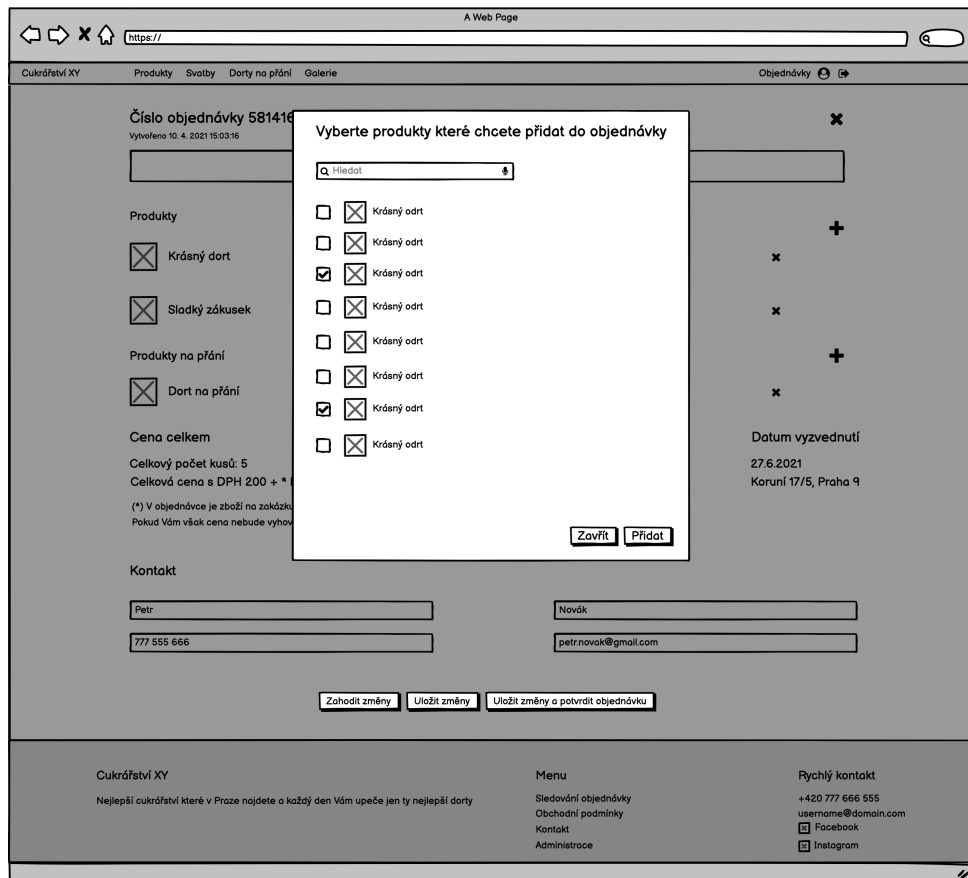 A Web Page
https://
Cukrářství XY Produkty Svatby Dorty na přání Galerie Objednávky
Číslo objednávky 581416
Vytvořeno 10. 4. 2021 15:03:16
Vyberte produkty které chcete přidat do objednávky
Hledat
Krásný odrt
Krásný odrt
Krásný odrt
Krásný odrt
Krásný odrt
Krásný odrt
Krásný odrt
Krásný odrt
Zavřít Přidat
Produkty
Krásný dort
Sladký zákusek
Produkty na přání
Dort na přání
Cena celkem
Celkový počet kusů: 5
Celková cena s DPH 200 + *
(*) V objednávce je zboží na zakázku
Pokud Vám však cena nebude vyhov
Datum vyzvednutí
27.6.2021
Koruní 17/5, Praha 9
Kontakt
Petr Novák
777 555 666 petr.novak@gmail.com
Zahodit změny Uložit změny Uložit změny a potvrdit objednávku
Cukrářství XY
Nejlepší cukrářství které v Praze najdete a každý den Vám upeče jen ty nejlepší dorty
Menu
Sledování objednávky
Obchodní podmínky
Kontakt
Administrace
Rychlý kontakt
+420 777 666 555
username@domain.com
Facebook
Instagram